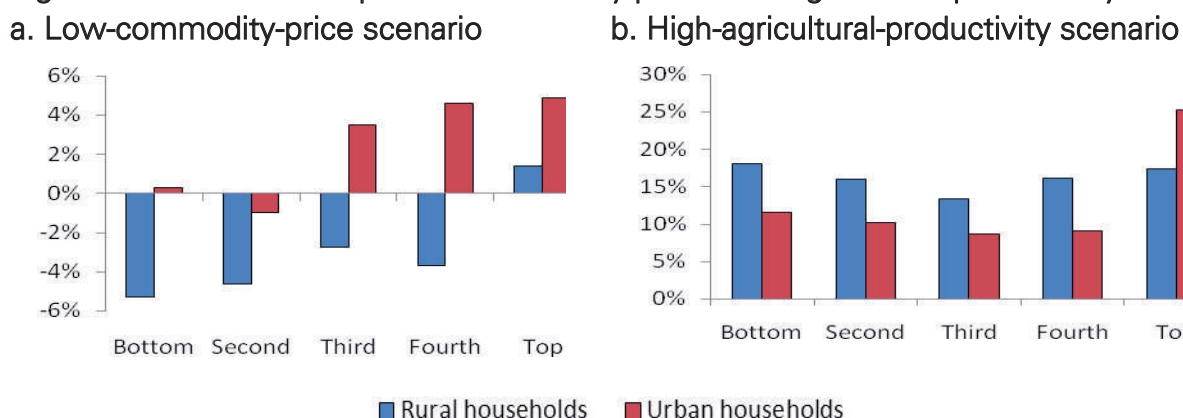 a. Low-commodity-price scenario
b. High-agricultural-productivity scenario
6%
4%
2%
0%
-2%
-4%
-6%
Bottom Second Third Fourth Top
30%
25%
20%
15%
10%
5%
0%
Bottom Second Third Fourth
Rural households Urban households